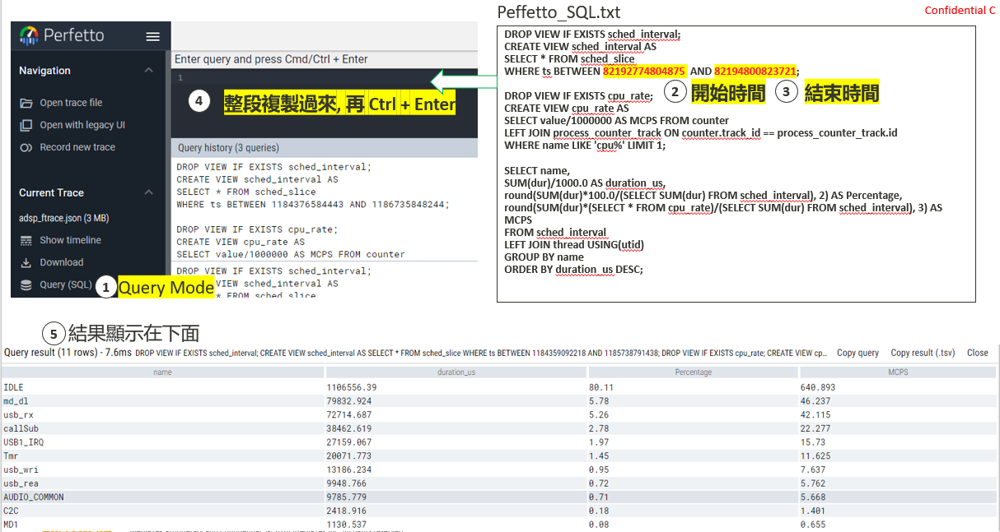 Peffetto_SQL.txt
Confidential C
Perfetto
Navigation
Open trace file
Open with legacy UI
Record new trace
Current Trace
adsp_ftrace.json (3 MB)
Show timeline
Download
Query (SQL)
1 Query Mode
Enter query and press Cmd/Ctrl + Enter
1
4 整段複製過來, 再 Ctrl + Enter
Query history (3 queries)
DROP VIEW IF EXISTS sched_interval;
CREATE VIEW sched_interval AS
SELECT * FROM sched_slice
WHERE ts BETWEEN 1184376584443 AND 1186735848244;
DROP VIEW IF EXISTS cpu_rate;
CREATE VIEW cpu_rate AS
SELECT value/1000000 AS MCPS FROM counter
DROP VIEW IF EXISTS sched_interval;
VIEW sched_interval AS
* FROM sched_slice
DROP VIEW IF EXISTS sched_interval;
CREATE VIEW sched_interval AS
SELECT * FROM sched_slice
WHERE ts BETWEEN 82192774804875 AND 82194800823721;
2 開始時間 3 結束時間
DROP VIEW IF EXISTS cpu_rate;
CREATE VIEW cpu_rate AS
SELECT value/1000000 AS MCPS FROM counter
LEFT JOIN process_counter_track ON counter.track_id == process_counter_track.id
WHERE name LIKE 'cpu%' LIMIT 1;
SELECT name,
SUM(dur)/1000.0 AS duration_us,
round(SUM(dur)*100.0/(SELECT SUM(dur) FROM sched_interval), 2) AS Percentage,
round(SUM(dur)*(SELECT * FROM cpu_rate)/(SELECT SUM(dur) FROM sched_interval), 3) AS
MCPS
FROM sched_interval
LEFT JOIN thread USING(utid)
GROUP BY name
ORDER BY duration_us DESC;
5 結果顯示在下面
Query result (11 rows) - 7.6ms DROP VIEW IF EXISTS sched_interval; CREATE VIEW sched_interval AS SELECT * FROM sched_slice WHERE ts BETWEEN 1184359092218 AND 1185738791438; DROP VIEW IF EXISTS cpu_rate; CREATE VIEW cp... Copy query Copy result (.tsv) Close
name duration_us Percentage MCPS
IDLE 1106556.39 80.11 640.893
md_dl 79832.924 5.78 46.237
usb_rx 72714.687 5.26 42.115
callSub 38462.619 2.78 22.277
USB1_IRQ 27159.067 1.97 15.73
Tmr 20071.773 1.45 11.625
usb_wri 13186.234 0.95 7.637
usb_rea 9948.766 0.72 5.762
AUDIO_COMMON 9785.779 0.71 5.668
C2C 2418.916 0.18 1.401
MD1 1130.537 0.08 0.655